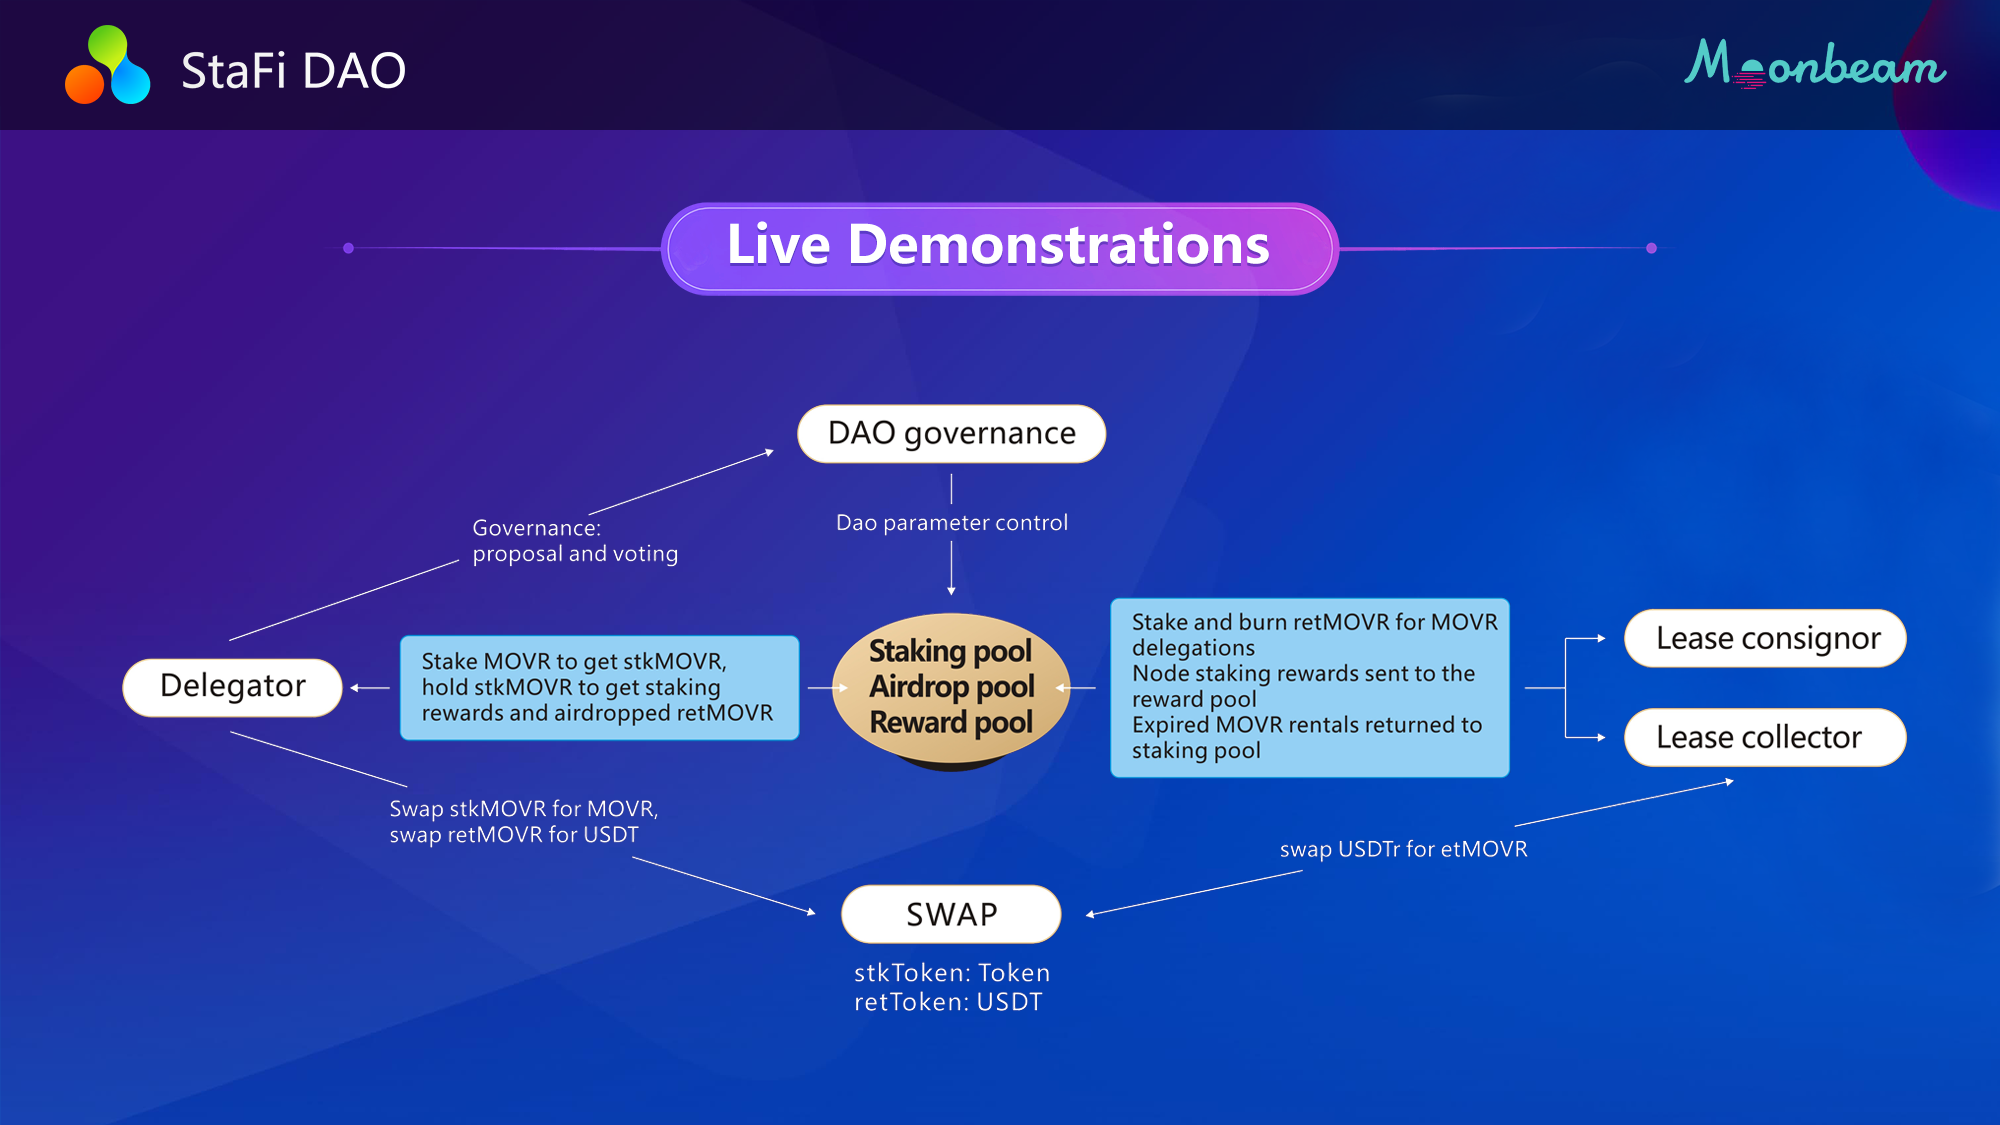 StaFi DAO
Moonbeam
Live Demonstrations
DAO governance
Governance:
proposal and voting
Dao parameter control
Delegator
Stake MOVR to get stkMOVR,
hold stkMOVR to get staking
rewards and airdropped retMOVR
Staking pool
Airdrop pool
Reward pool
Stake and burn retMOVR for MOVR
delegations
Node staking rewards sent to the
reward pool
Expired MOVR rentals returned to
staking pool
Lease consignor
Lease collector
Swap stkMOVR for MOVR,
swap retMOVR for USDT
swap USDTr for etMOVR
SWAP
stkToken: Token
retToken: USDT